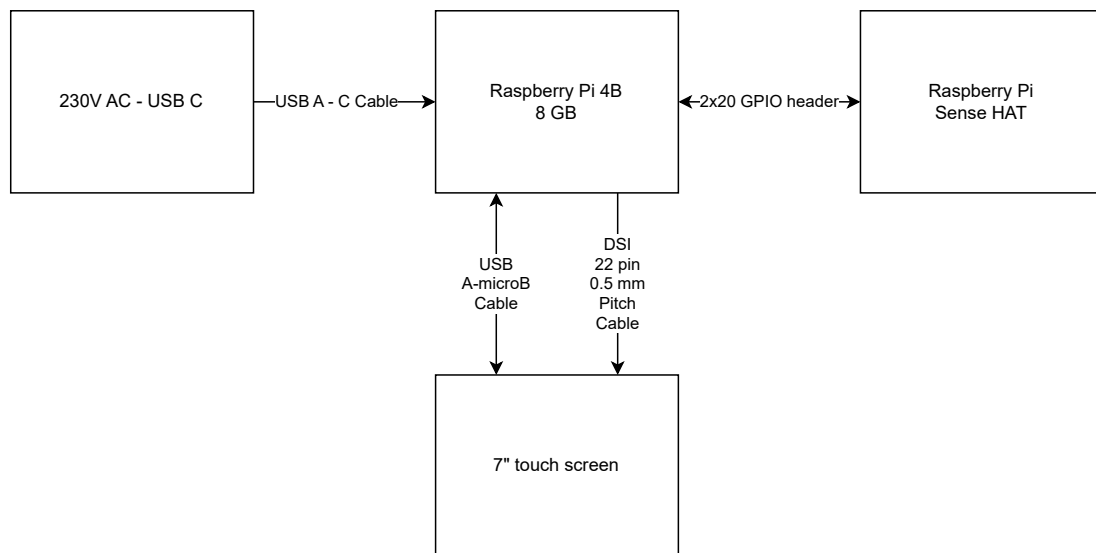 230V AC - USB C
USB A - C Cable
Raspberry Pi 4B
8 GB
2x20 GPIO header
Raspberry Pi
Sense HAT
USB
A-microB
Cable
DSI
22 pin
0.5 mm
Pitch
Cable
7" touch screen